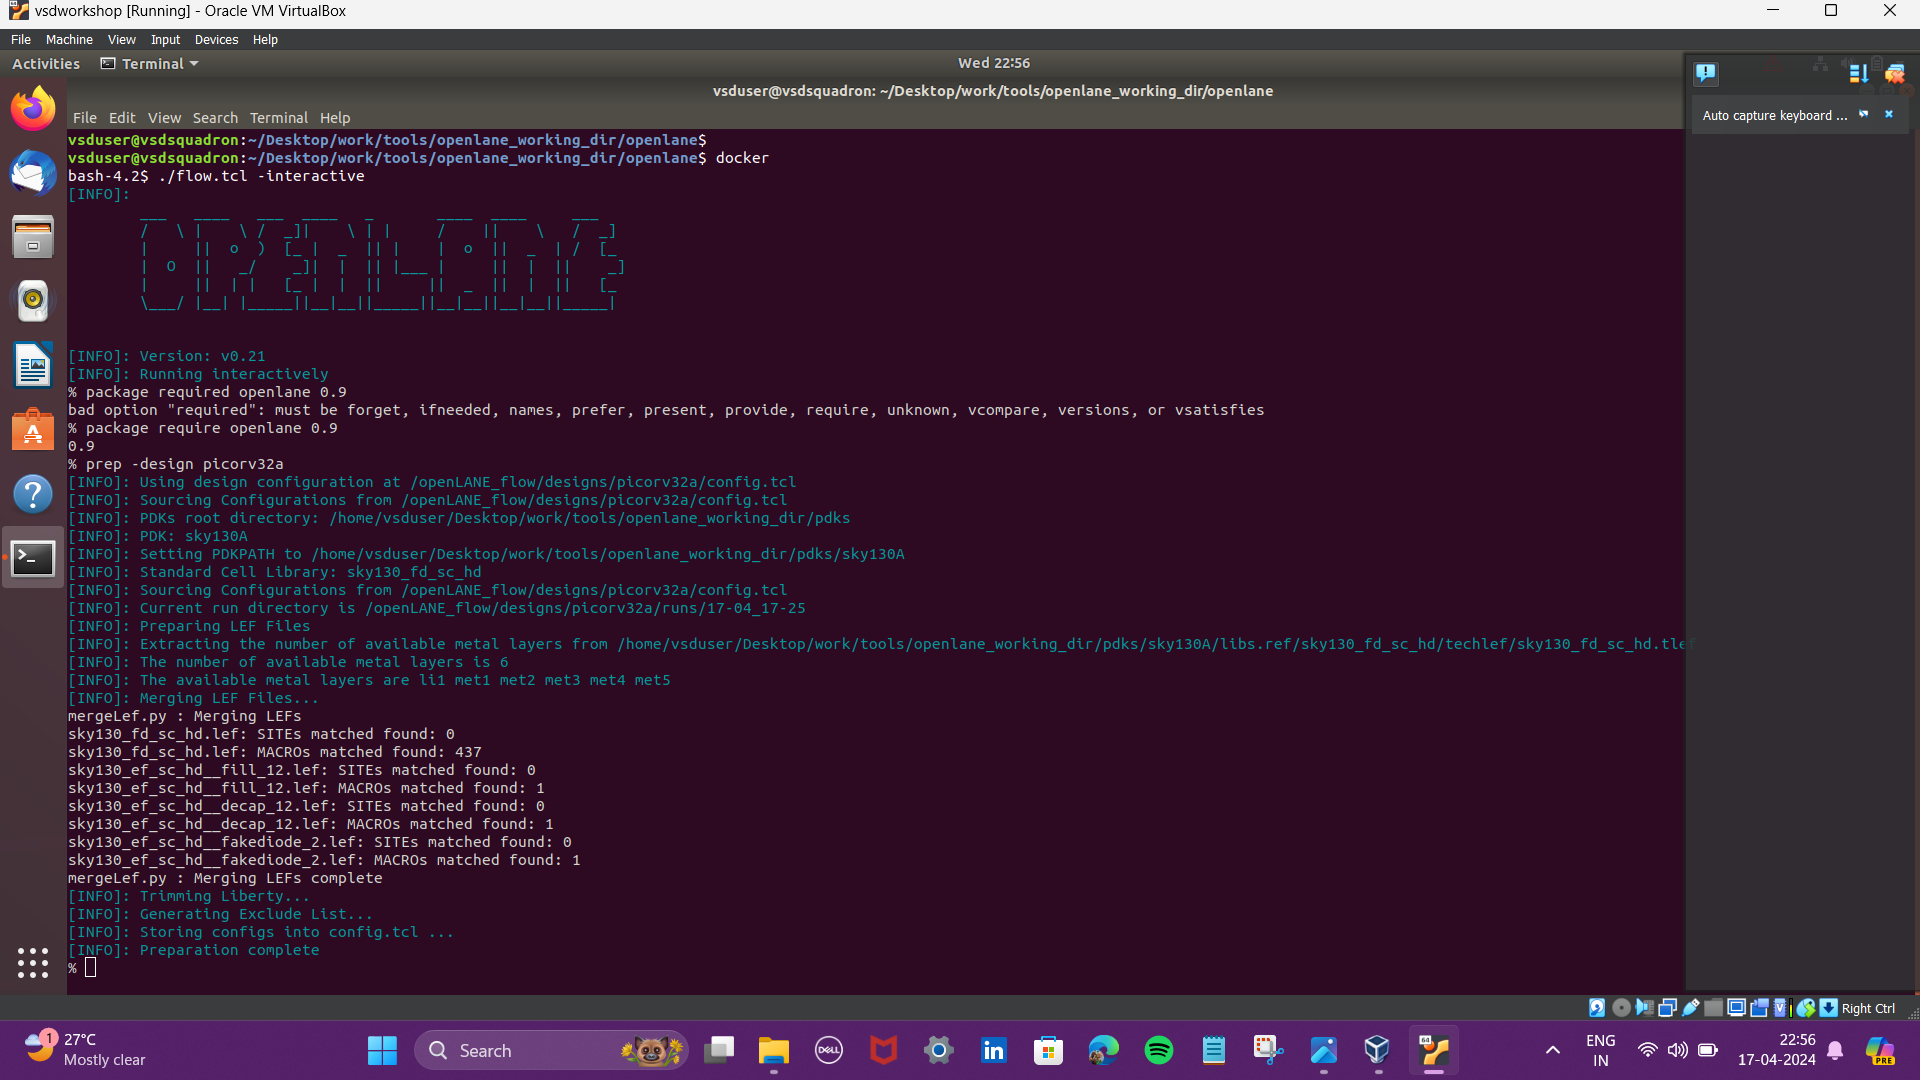 vsdworkshop [Running] - Oracle VM VirtualBox
File Machine View Input Devices Help
Activities Terminal Wed 22:56
vsduser@vsdsquadron: ~/Desktop/work/tools/openlane_working_dir/openlane
File Edit View Search Terminal Help
Auto capture keyboard ...
vsduser@vsdsquadron:~/Desktop/work/tools/openlane_working_dir/openlane$
vsduser@vsdsquadron:~/Desktop/work/tools/openlane_working_dir/openlane$ docker
bash-4.2$ ./flow.tcl -interactive
[INFO]:
OPENLANE
[INFO]: Version: v0.21
[INFO]: Running interactively
% package required openlane 0.9
bad option "required": must be forget, ifneeded, names, prefer, present, provide, require, unknown, vcompare, versions, or vsatisfies
% package require openlane 0.9
0.9
% prep -design picorv32a
[INFO]: Using design configuration at /openLANE_flow/designs/picorv32a/config.tcl
[INFO]: Sourcing Configurations from /openLANE_flow/designs/picorv32a/config.tcl
[INFO]: PDKs root directory: /home/vsduser/Desktop/work/tools/openlane_working_dir/pdks
[INFO]: PDK: sky130A
[INFO]: Setting PDKPATH to /home/vsduser/Desktop/work/tools/openlane_working_dir/pdks/sky130A
[INFO]: Standard Cell Library: sky130_fd_sc_hd
[INFO]: Sourcing Configurations from /openLANE_flow/designs/picorv32a/config.tcl
[INFO]: Current run directory is /openLANE_flow/designs/picorv32a/runs/17-04_17-25
[INFO]: Preparing LEF Files
[INFO]: Extracting the number of available metal layers from /home/vsduser/Desktop/work/tools/openlane_working_dir/pdks/sky130A/libs.ref/sky130_fd_sc_hd/techlef/sky130_fd_sc_hd.tlef
[INFO]: The number of available metal layers is 6
[INFO]: The available metal layers are li1 met1 met2 met3 met4 met5
[INFO]: Merging LEF Files...
mergeLef.py : Merging LEFs
sky130_fd_sc_hd.lef: SITEs matched found: 0
sky130_fd_sc_hd.lef: MACROs matched found: 437
sky130_ef_sc_hd__fill_12.lef: SITEs matched found: 0
sky130_ef_sc_hd__fill_12.lef: MACROs matched found: 1
sky130_ef_sc_hd__decap_12.lef: SITEs matched found: 0
sky130_ef_sc_hd__decap_12.lef: MACROs matched found: 1
sky130_ef_sc_hd__fakediode_2.lef: SITEs matched found: 0
sky130_ef_sc_hd__fakediode_2.lef: MACROs matched found: 1
mergeLef.py : Merging LEFs complete
[INFO]: Trimming Liberty...
[INFO]: Generating Exclude List...
[INFO]: Storing configs into config.tcl ...
[INFO]: Preparation complete
%
Right Ctrl
1
27°C
Mostly clear
Search
DELL
64
ENG
IN
22:56
17-04-2024
PRE